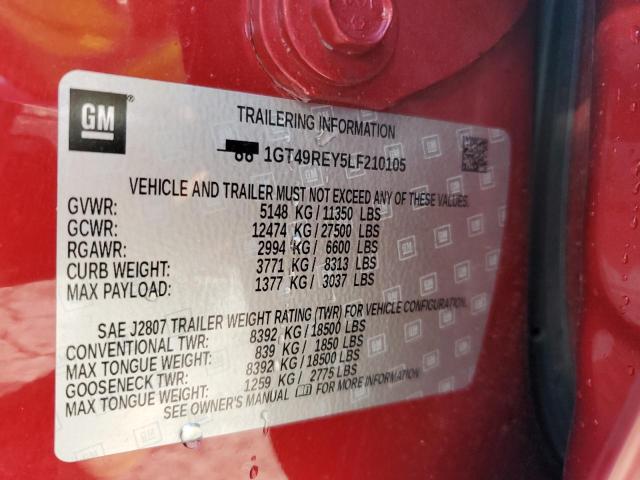 GM ®
TRAILERING INFORMATION
1GT49REY5LF210105
VEHICLE AND TRAILER MUST NOT EXCEED ANY OF THESE VALUES.
GVWR: 5148 KG / 11350 LBS
GCWR: 12474 KG / 27500 LBS
RGAWR: 2994 KG / 6600 LBS
CURB WEIGHT: 3771 KG / 8313 LBS
MAX PAYLOAD: 1377 KG / 3037 LBS
SAE J2807 TRAILER WEIGHT RATING (TWR) FOR VEHICLE CONFIGURATION.
CONVENTIONAL TWR: 8392 KG / 18500 LBS
MAX TONGUE WEIGHT: 839 KG / 1850 LBS
GOOSENECK TWR: 8392 KG / 18500 LBS
MAX TONGUE WEIGHT: 1259 KG / 2775 LBS
SEE OWNER'S MANUAL FOR MORE INFORMATION.